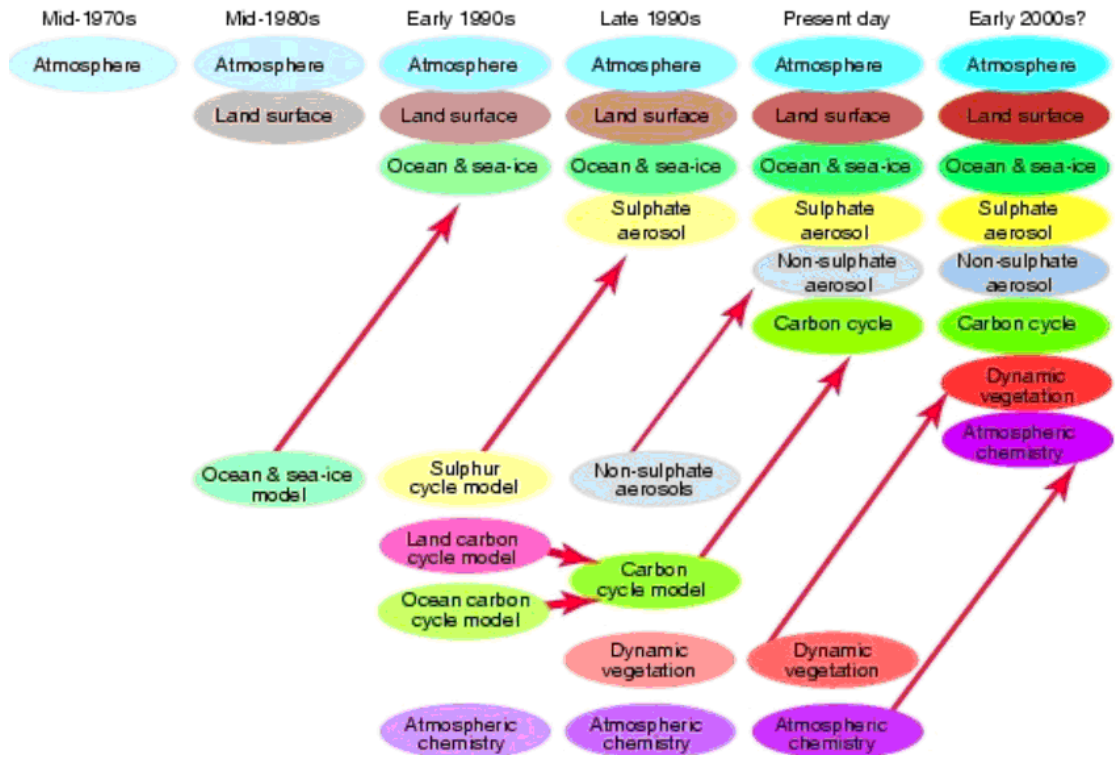 Mid-1970s
Mid-1980s
Early 1990s
Late 1990s
Present day
Early 2000s?
Atmosphere
Atmosphere
Atmosphere
Atmosphere
Atmosphere
Atmosphere
Land surface
Land surface
Land surface
Land surface
Land surface
Ocean & sea-ice
Ocean & sea-ice
Ocean & sea-ice
Ocean & sea-ice
Sulphate
aerosol
Sulphate
aerosol
Sulphate
aerosol
Non-sulphate
aerosol
Non-sulphate
aerosol
Carbon cycle
Carbon cycle
Dynamic
vegetation
Atmospheric
chemistry
Ocean & sea-ice
model
Sulphur
cycle model
Non-sulphate
aerosols
Land carbon
cycle model
Carbon
cycle model
Ocean carbon
cycle model
Dynamic
vegetation
Dynamic
vegetation
Atmospheric
chemistry
Atmospheric
chemistry
Atmospheric
chemistry